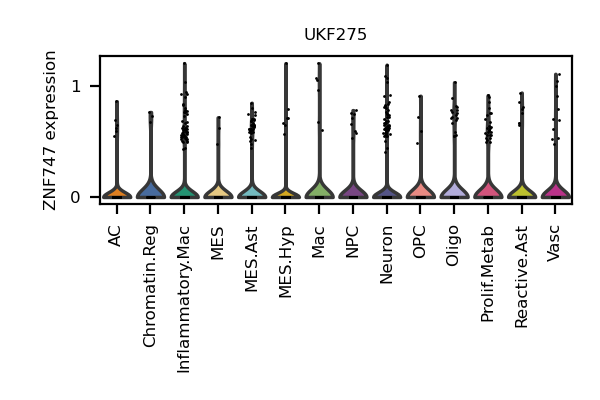 UKF275
ZNF747 expression
1
0
AC
Chromatin.Reg
Inflammatory.Mac
MES
MES.Ast
MES.Hyp
Mac
NPC
Neuron
OPC
Oligo
Prolif.Metab
Reactive.Ast
Vasc